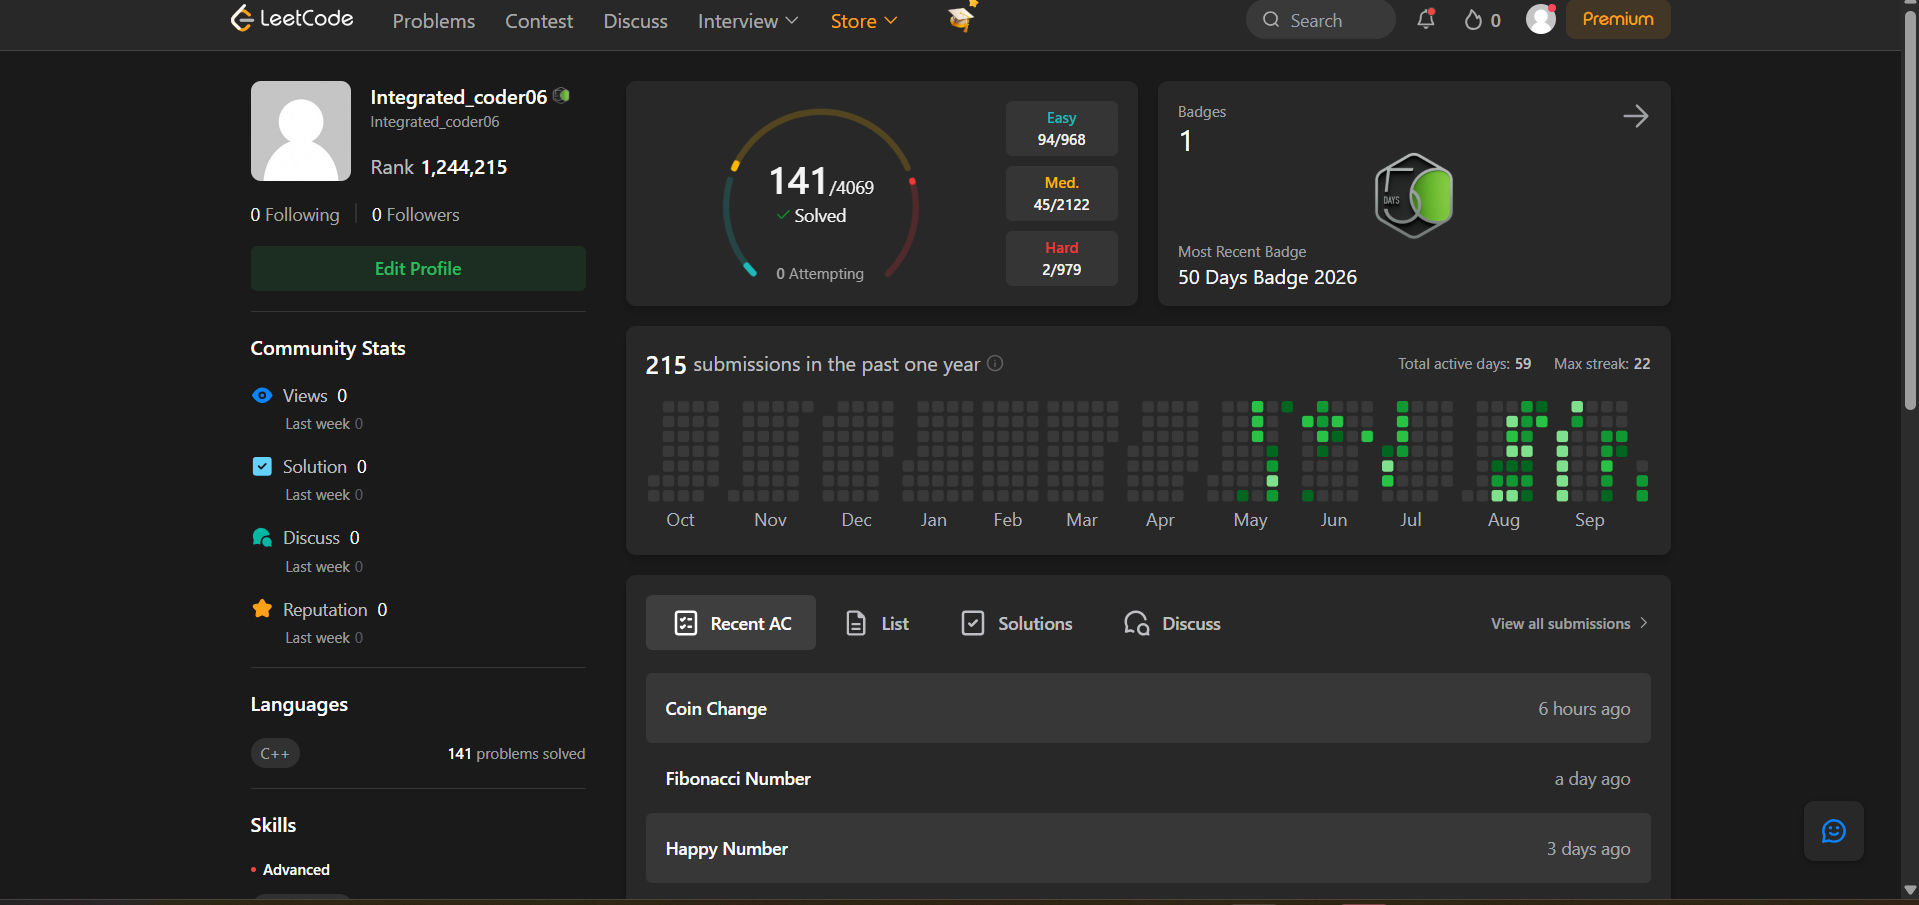 LeetCode
Problems
Contest
Discuss
Interview
Store
Search
0
Premium
Integrated_coder06
Integrated_coder06
Rank 1,244,215
0 Following
0 Followers
Edit Profile
Community Stats
Views 0
Last week 0
Solution 0
Last week 0
Discuss 0
Last week 0
Reputation 0
Last week 0
Languages
C++
141 problems solved
Skills
Advanced
141/4069
Solved
0 Attempting
Easy
94/968
Med.
45/2122
Hard
2/979
Badges
1
50
DAYS
Most Recent Badge
50 Days Badge 2026
215 submissions in the past one year
Total active days: 59
Max streak: 22
Oct
Nov
Dec
Jan
Feb
Mar
Apr
May
Jun
Jul
Aug
Sep
Recent AC
List
Solutions
Discuss
View all submissions
Coin Change
6 hours ago
Fibonacci Number
a day ago
Happy Number
3 days ago